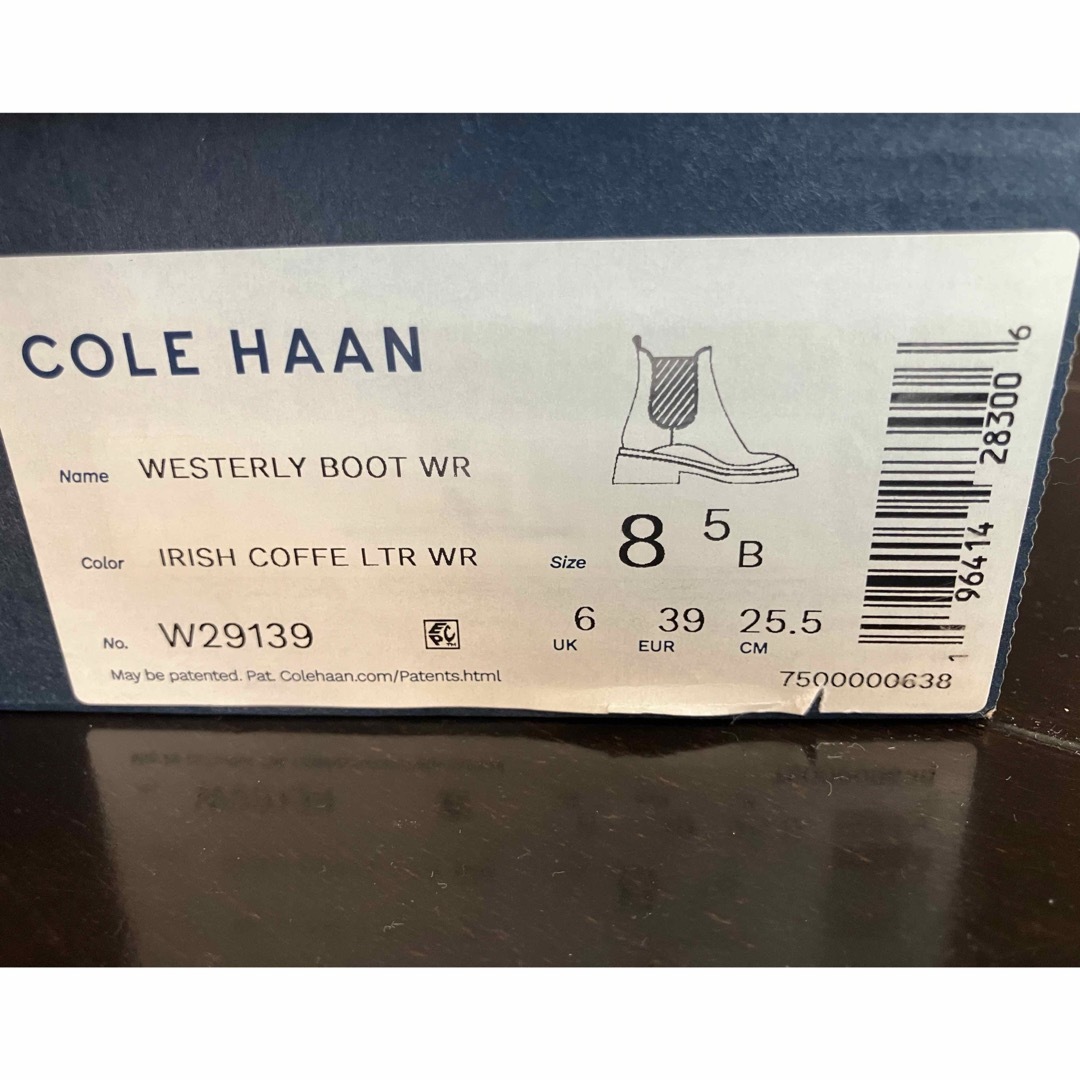 COLE HAAN
Name WESTERLY BOOT WR
Color IRISH COFFE LTR WR
Size 8 5 B
No. W29139
6 UK 39 EUR 25.5 CM
May be patented. Pat. Colehaan.com/Patents.html
7500000638
1 96414 28300 6